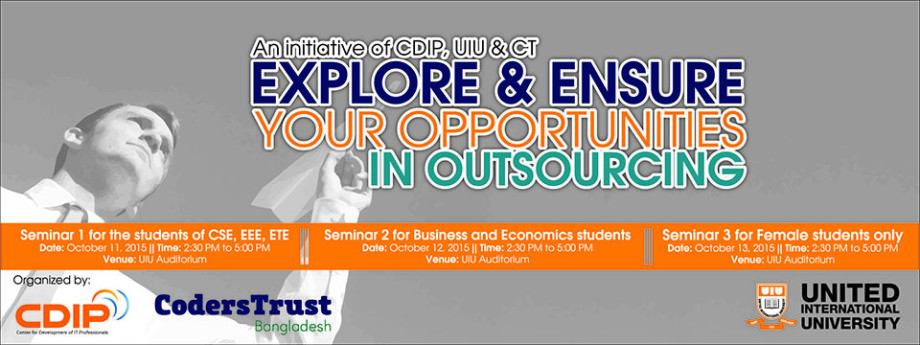 An initiative of CDIP, UIU & CT
EXPLORE & ENSURE
YOUR OPPORTUNITIES
IN OUTSOURCING
Seminar 1 for the students of CSE, EEE, ETE
Date: October 11, 2015 || Time: 2:30 PM to 5:00 PM
Venue: UIU Auditorium
Seminar 2 for Business and Economics students
Date: October 12, 2015 || Time: 2:30 PM to 5:00 PM
Venue: UIU Auditorium
Seminar 3 for Female students only
Date: October 13, 2015 || Time: 2:30 PM to 5:00 PM
Venue: UIU Auditorium
Organized by:
CDIP
Center for Development of IT Professionals
CodersTrust
Bangladesh
UIU
UNITED
INTERNATIONAL
UNIVERSITY